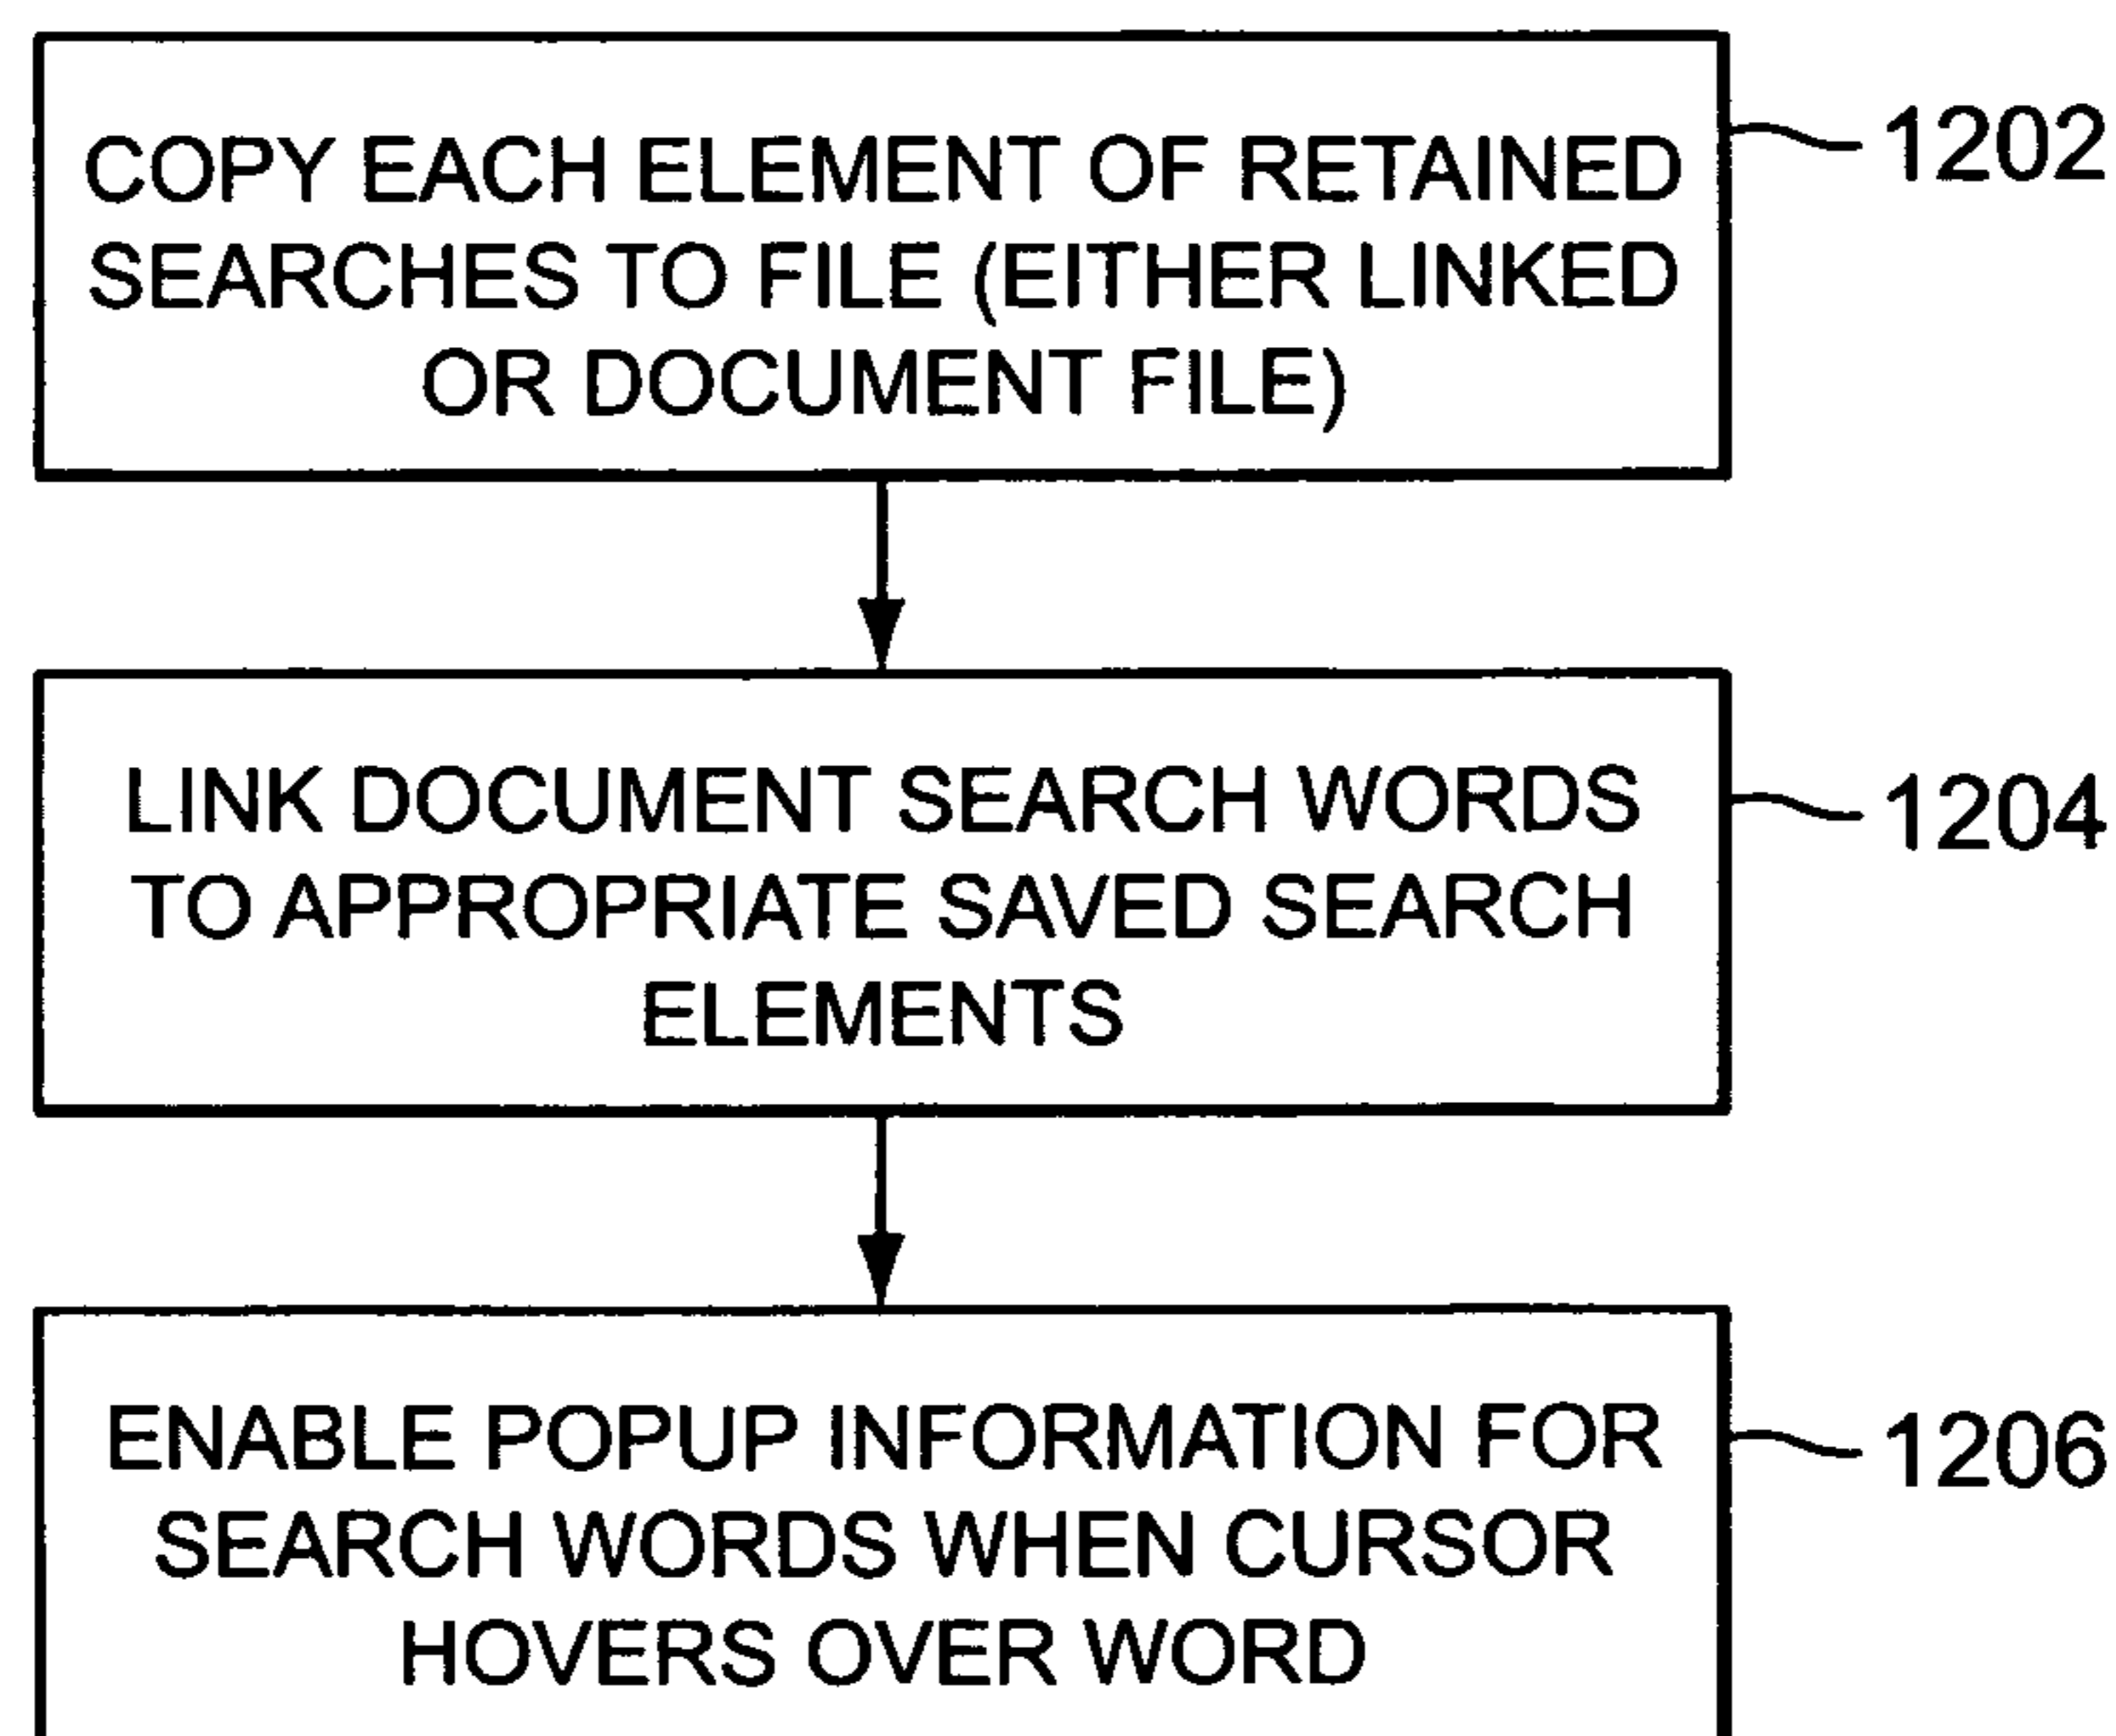 COPY EACH ELEMENT OF RETAINED
SEARCHES TO FILE (EITHER LINKED
OR DOCUMENT FILE)
1202
LINK DOCUMENT SEARCH WORDS
TO APPROPRIATE SAVED SEARCH
ELEMENTS
1204
ENABLE POPUP INFORMATION FOR
SEARCH WORDS WHEN CURSOR
HOVERS OVER WORD
1206